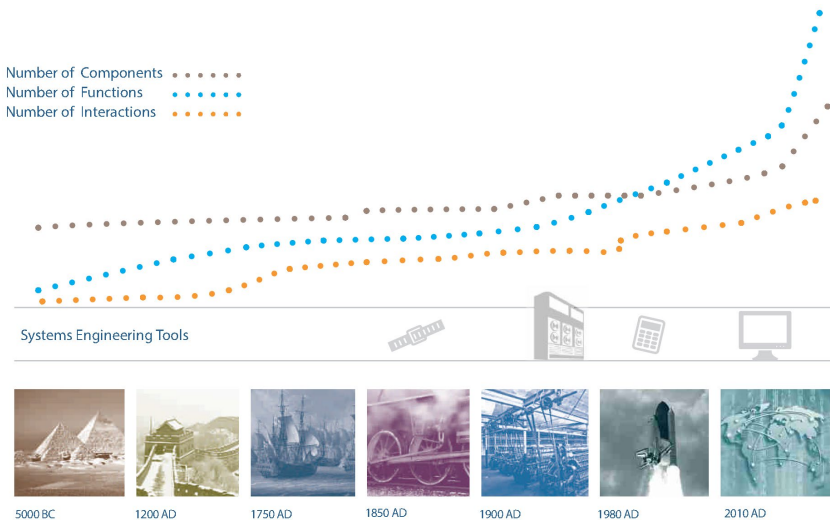 Number of Components
Number of Functions
Number of Interactions
Systems Engineering Tools
5000 BC
1200 AD
1750 AD
1850 AD
1900 AD
1980 AD
2010 AD